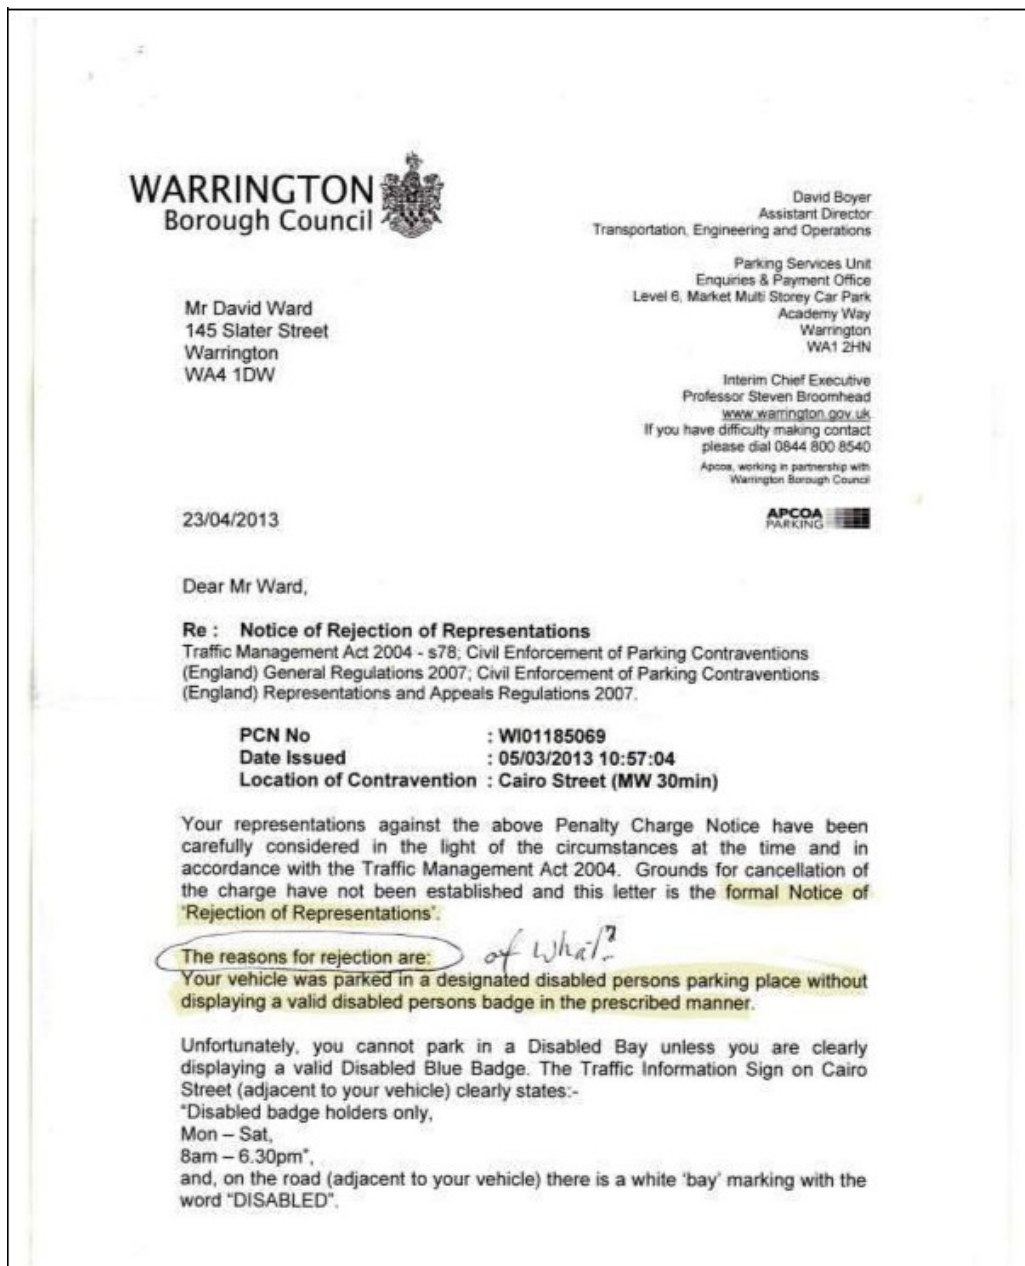 WARRINGTON
Borough Council
David Boyer
Assistant Director
Transportation, Engineering and Operations
Parking Services Unit
Enquiries & Payment Office
Level 6, Market Multi Storey Car Park
Academy Way
Warrington
WA1 2HN
Mr David Ward
145 Slater Street
Warrington
WA4 1DW
Interim Chief Executive
Professor Steven Broomhead
www.warrington.gov.uk
If you have difficulty making contact
please dial 0844 800 8540
Apcoa, working in partnership with
Warrington Borough Council
APCOA
PARKING
23/04/2013
Dear Mr Ward,
Re : Notice of Rejection of Representations
Traffic Management Act 2004 - s78; Civil Enforcement of Parking Contraventions
(England) General Regulations 2007; Civil Enforcement of Parking Contraventions
(England) Representations and Appeals Regulations 2007.
PCN No : WI01185069
Date Issued : 05/03/2013 10:57:04
Location of Contravention : Cairo Street (MW 30min)
Your representations against the above Penalty Charge Notice have been
carefully considered in the light of the circumstances at the time and in
accordance with the Traffic Management Act 2004. Grounds for cancellation of
the charge have not been established and this letter is the formal Notice of
'Rejection of Representations'.
The reasons for rejection are: of what?
Your vehicle was parked in a designated disabled persons parking place without
displaying a valid disabled persons badge in the prescribed manner.
Unfortunately, you cannot park in a Disabled Bay unless you are clearly
displaying a valid Disabled Blue Badge. The Traffic Information Sign on Cairo
Street (adjacent to your vehicle) clearly states:-
"Disabled badge holders only,
Mon – Sat,
8am – 6.30pm",
and, on the road (adjacent to your vehicle) there is a white 'bay' marking with the
word "DISABLED".